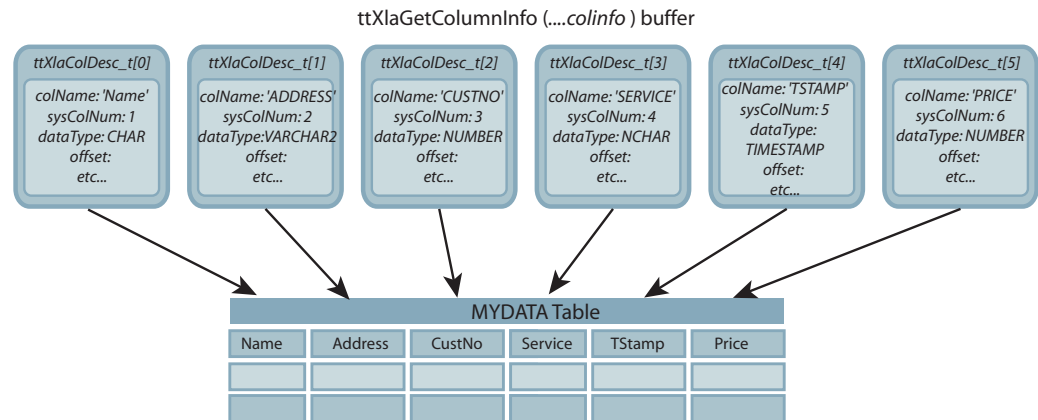 ttXlaGetColumnInfo (....colinfo ) buffer
ttXlaColDesc_t[0]
colName: 'Name'
sysColNum: 1
dataType: CHAR
offset:
etc...
ttXlaColDesc_t[1]
colName: 'ADDRESS'
sysColNum: 2
dataType:VARCHAR2
offset:
etc...
ttXlaColDesc_t[2]
colName: 'CUSTNO'
sysColNum: 3
dataType: NUMBER
offset:
etc...
ttXlaColDesc_t[3]
colName: 'SERVICE'
sysColNum: 4
dataType: NCHAR
offset:
etc...
ttXlaColDesc_t[4]
colName: 'TSTAMP'
sysColNum: 5
dataType:
TIMESTAMP
offset:
etc...
ttXlaColDesc_t[5]
colName: 'PRICE'
sysColNum: 6
dataType: NUMBER
offset:
etc...
MYDATA Table
Name Address CustNo Service TStamp Price